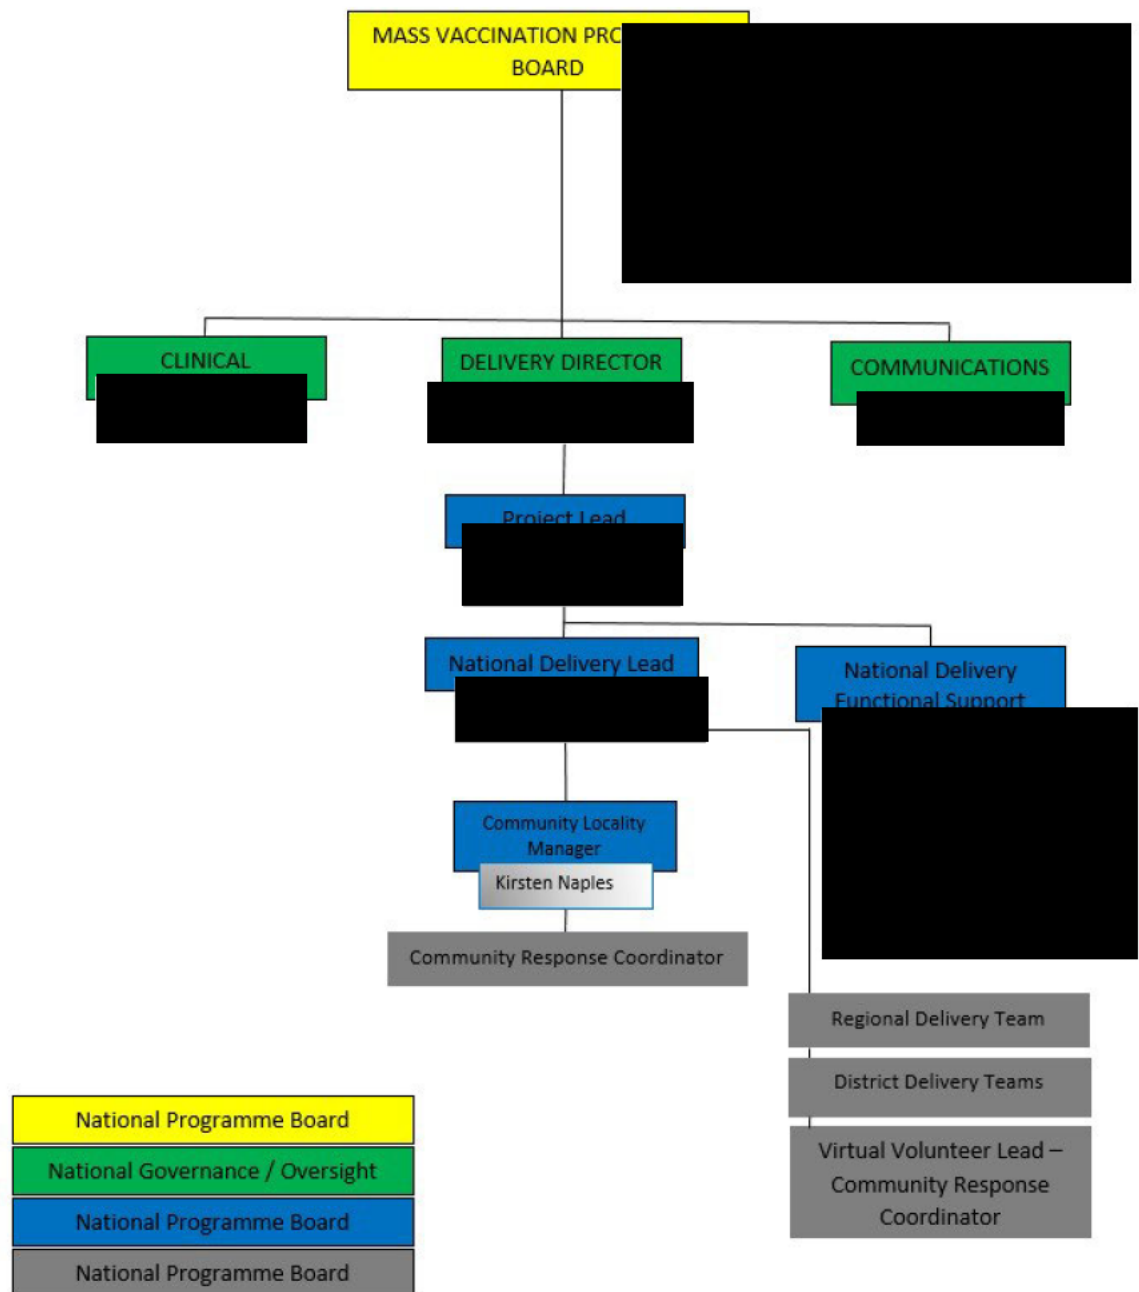 MASS VACCINATION
BOARD
CLINICAL
DELIVERY DIRECTOR
COMMUNICATIONS
Project Lead
National Delivery Lead
National Delivery
Functional Support
Community Locality
Manager
Kirsten Naples
Community Response Coordinator
Regional Delivery Team
District Delivery Teams
Virtual Volunteer Lead –
Community Response
Coordinator
National Programme Board
National Governance / Oversight
National Programme Board
National Programme Board